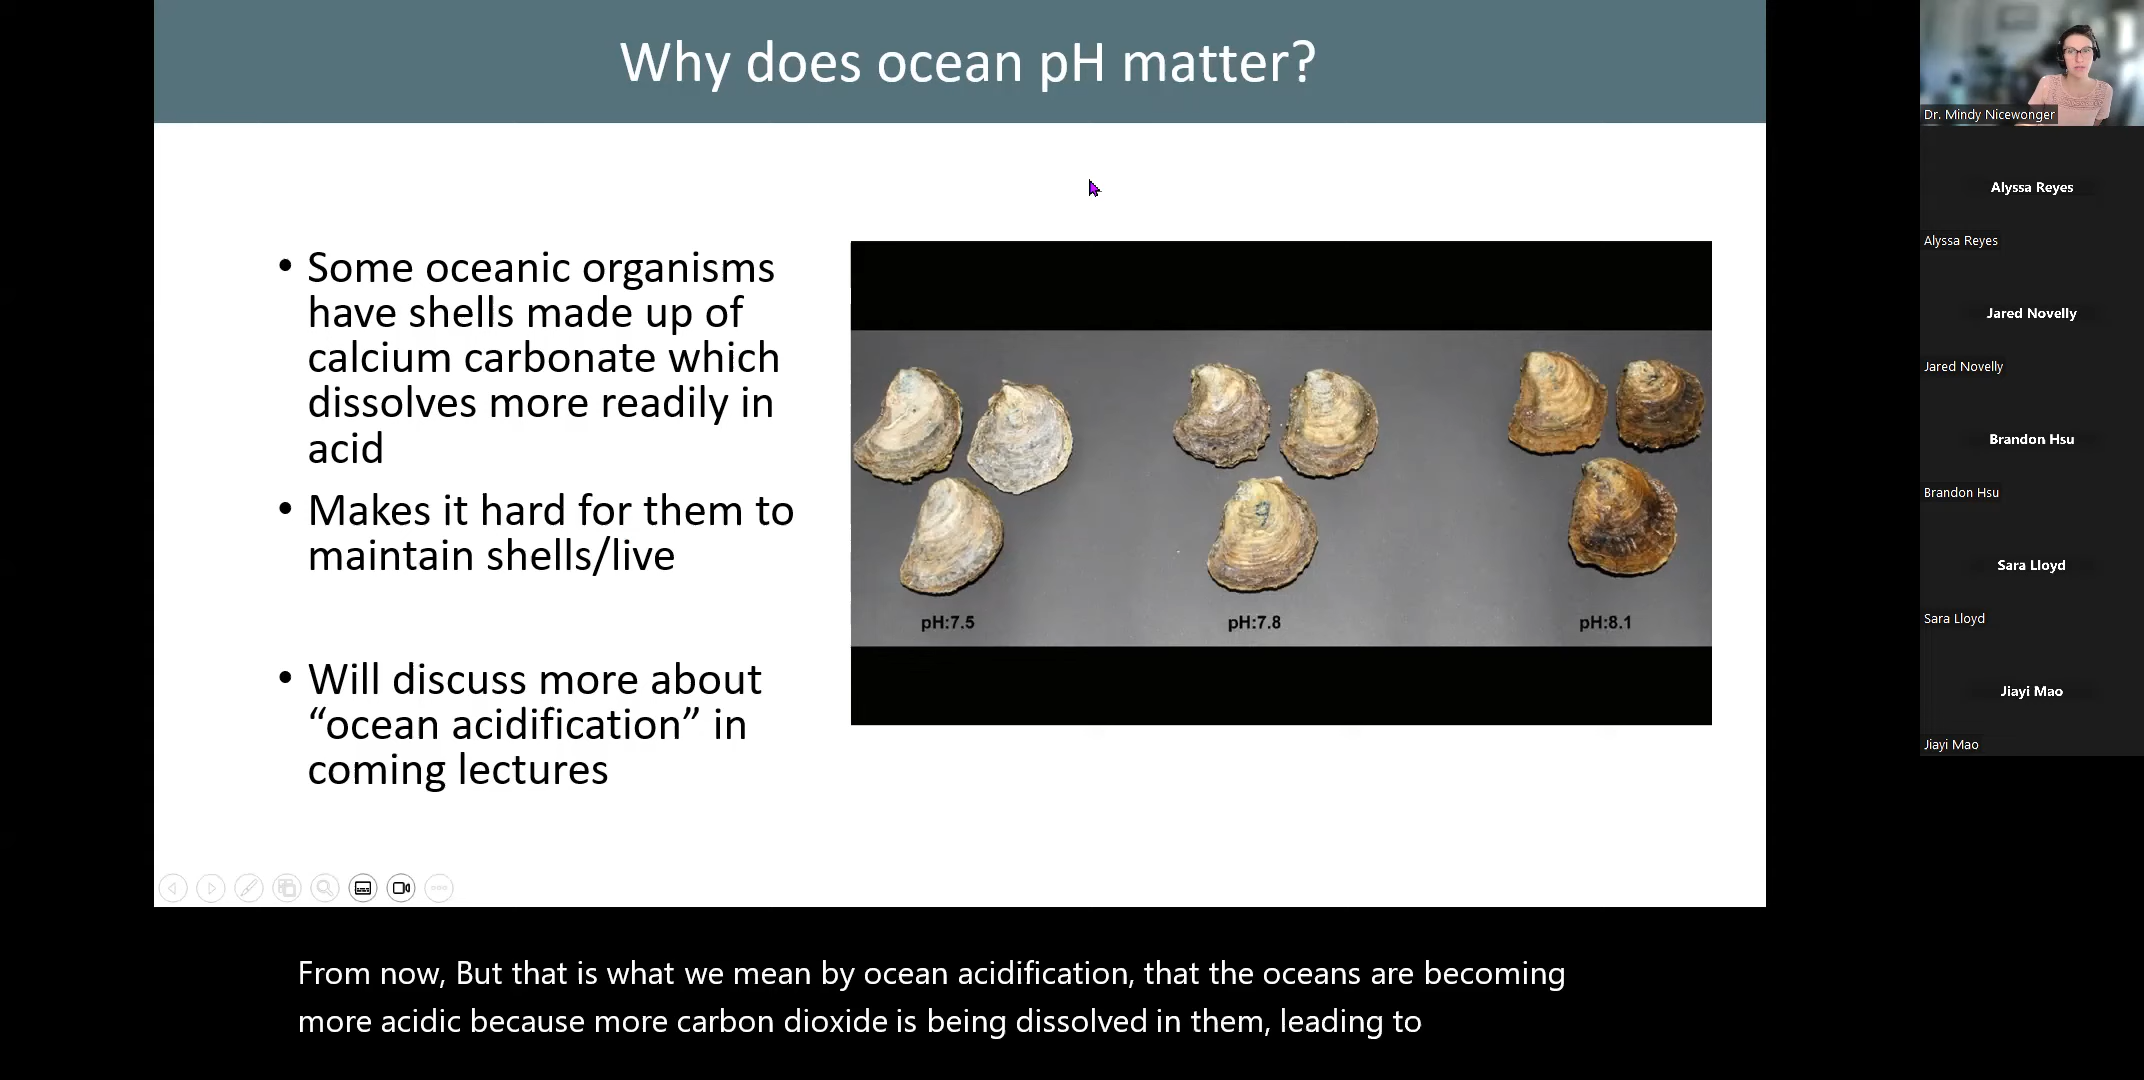 Why does ocean pH matter?
• Some oceanic organisms
have shells made up of
calcium carbonate which
dissolves more readily in
acid
• Makes it hard for them to
maintain shells/live
• Will discuss more about
“ocean acidification” in
coming lectures
pH:7.5
pH:7.8
pH:8.1
From now, But that is what we mean by ocean acidification, that the oceans are becoming
more acidic because more carbon dioxide is being dissolved in them, leading to
Dr. Mindy Nicewonger
Alyssa Reyes
Alyssa Reyes
Jared Novelly
Jared Novelly
Brandon Hsu
Brandon Hsu
Sara Lloyd
Sara Lloyd
Jiayi Mao
Jiayi Mao